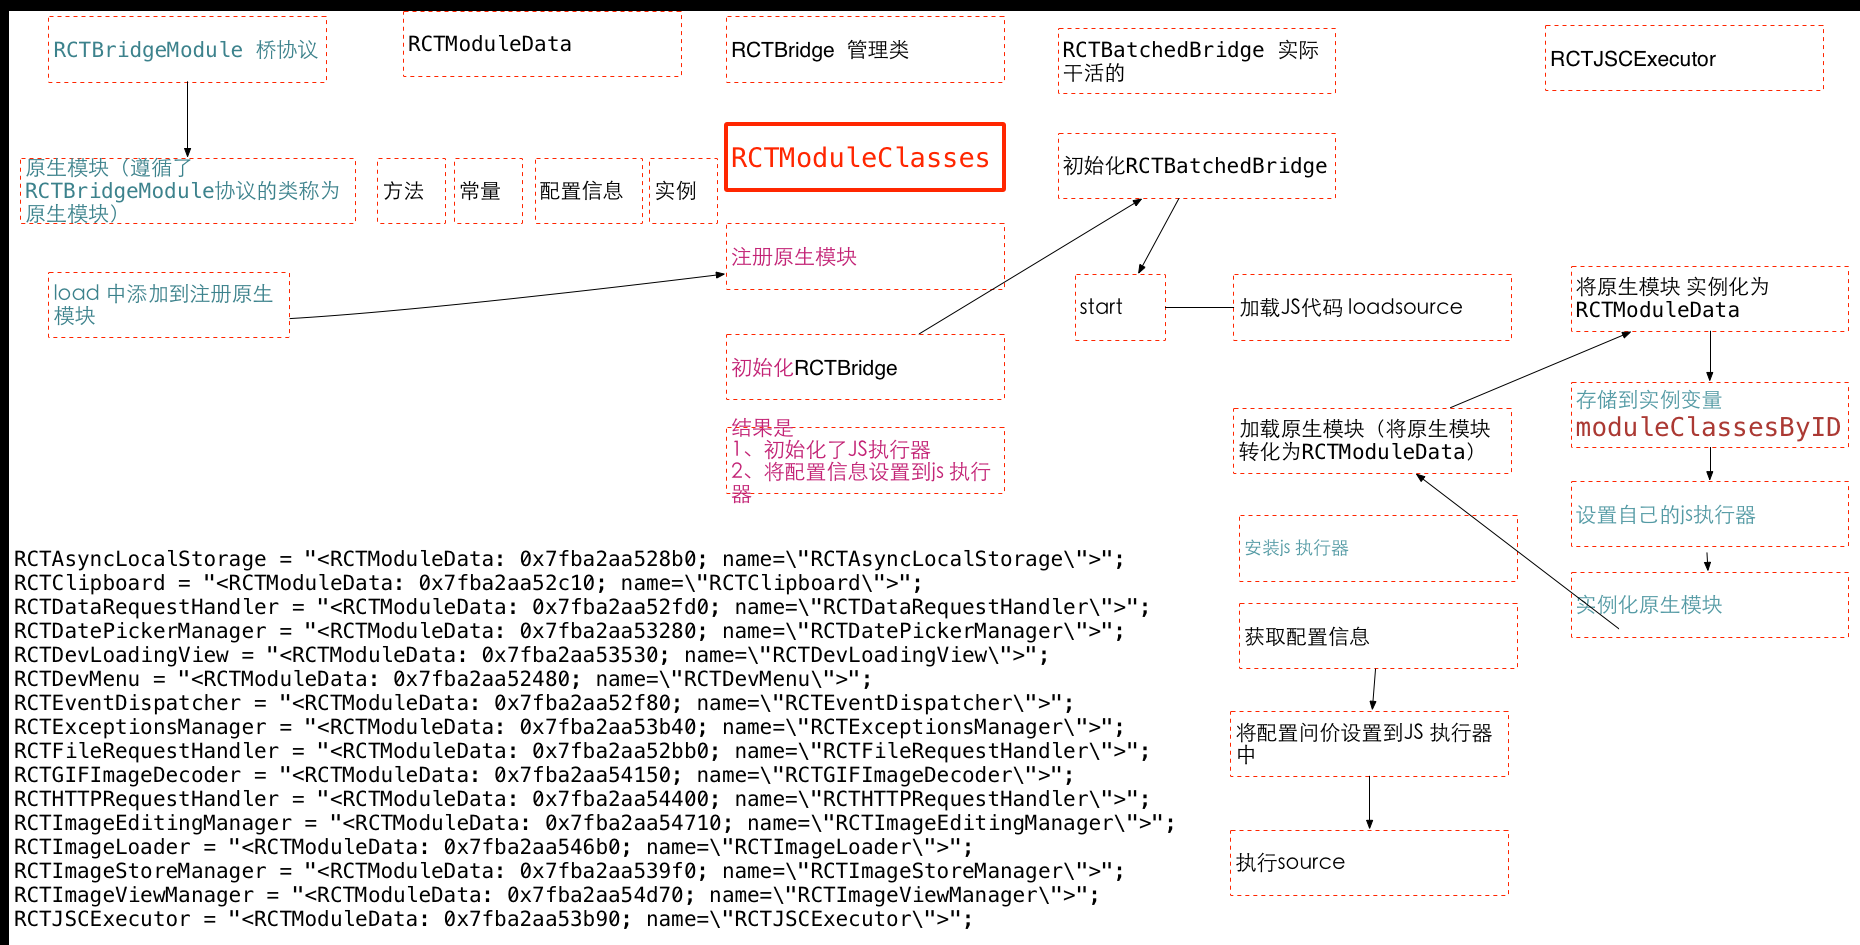 RCTBridgeModule 桥协议
RCTModuleData
RCTBridge 管理类
RCTBatchedBridge 实际
干活的
RCTJSCExecutor
原生模块（遵循了
RCTBridgeModule协议的类称为
原生模块）
方法
常量
配置信息
实例
RCTModuleClasses
初始化RCTBatchedBridge
注册原生模块
load 中添加到注册原生
模块
start
加载JS代码 loadsource
将原生模块 实例化为
RCTModuleData
初始化RCTBridge
存储到实例变量
moduleClassesByID
结果是
1、初始化了JS执行器
2、将配置信息设置到js 执行
器
加载原生模块（将原生模块
转化为RCTModuleData）
设置自己的js执行器
安装js 执行器
实例化原生模块
获取配置信息
将配置问价设置到JS 执行器
中
执行source
RCTAsyncLocalStorage = "<RCTModuleData: 0x7fba2aa528b0; name=\"RCTAsyncLocalStorage\">";
RCTClipboard = "<RCTModuleData: 0x7fba2aa52c10; name=\"RCTClipboard\">";
RCTDataRequestHandler = "<RCTModuleData: 0x7fba2aa52fd0; name=\"RCTDataRequestHandler\">";
RCTDatePickerManager = "<RCTModuleData: 0x7fba2aa53280; name=\"RCTDatePickerManager\">";
RCTDevLoadingView = "<RCTModuleData: 0x7fba2aa53530; name=\"RCTDevLoadingView\">";
RCTDevMenu = "<RCTModuleData: 0x7fba2aa52480; name=\"RCTDevMenu\">";
RCTEventDispatcher = "<RCTModuleData: 0x7fba2aa52f80; name=\"RCTEventDispatcher\">";
RCTExceptionsManager = "<RCTModuleData: 0x7fba2aa53b40; name=\"RCTExceptionsManager\">";
RCTFileRequestHandler = "<RCTModuleData: 0x7fba2aa52bb0; name=\"RCTFileRequestHandler\">";
RCTGIFImageDecoder = "<RCTModuleData: 0x7fba2aa54150; name=\"RCTGIFImageDecoder\">";
RCTHTTPRequestHandler = "<RCTModuleData: 0x7fba2aa54400; name=\"RCTHTTPRequestHandler\">";
RCTImageEditingManager = "<RCTModuleData: 0x7fba2aa54710; name=\"RCTImageEditingManager\">";
RCTImageLoader = "<RCTModuleData: 0x7fba2aa546b0; name=\"RCTImageLoader\">";
RCTImageStoreManager = "<RCTModuleData: 0x7fba2aa539f0; name=\"RCTImageStoreManager\">";
RCTImageViewManager = "<RCTModuleData: 0x7fba2aa54d70; name=\"RCTImageViewManager\">";
RCTJSCExecutor = "<RCTModuleData: 0x7fba2aa53b90; name=\"RCTJSCExecutor\">";